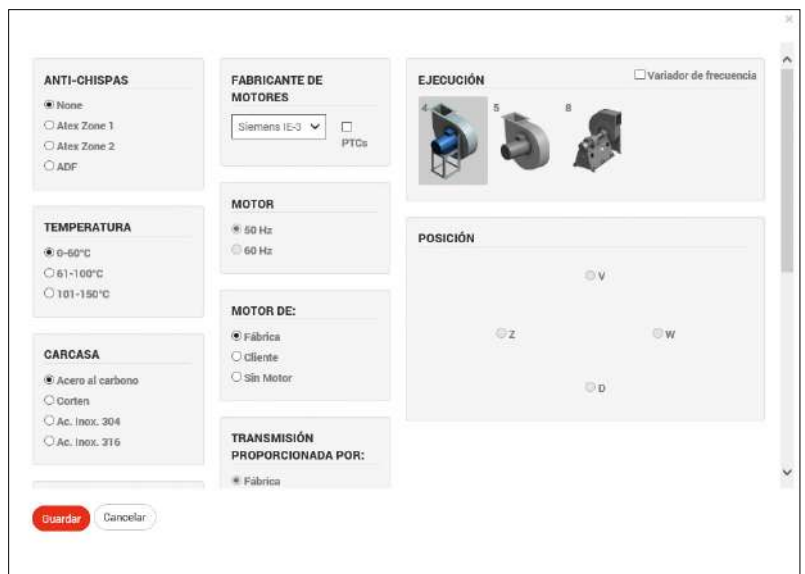 ×
ANTI-CHISPAS
None
Atex Zone 1
Atex Zone 2
ADF
TEMPERATURA
0-60°C
61-100°C
101-150°C
CARCASA
Acero al carbono
Corten
Ac. Inox. 304
Ac. Inox. 316
FABRICANTE DE
MOTORES
Siemens IE-3
PTCs
MOTOR
50 Hz
60 Hz
MOTOR DE:
Fábrica
Cliente
Sin Motor
TRANSMISIÓN
PROPORCIONADA POR:
Fábrica
EJECUCIÓN
Variador de frecuencia
4 5 8
POSICIÓN
V
Z W
D
Guardar Cancelar